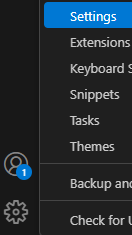 Settings
Extensions
Keyboard S
Snippets
Tasks
Themes
Backup and
Check for U
1